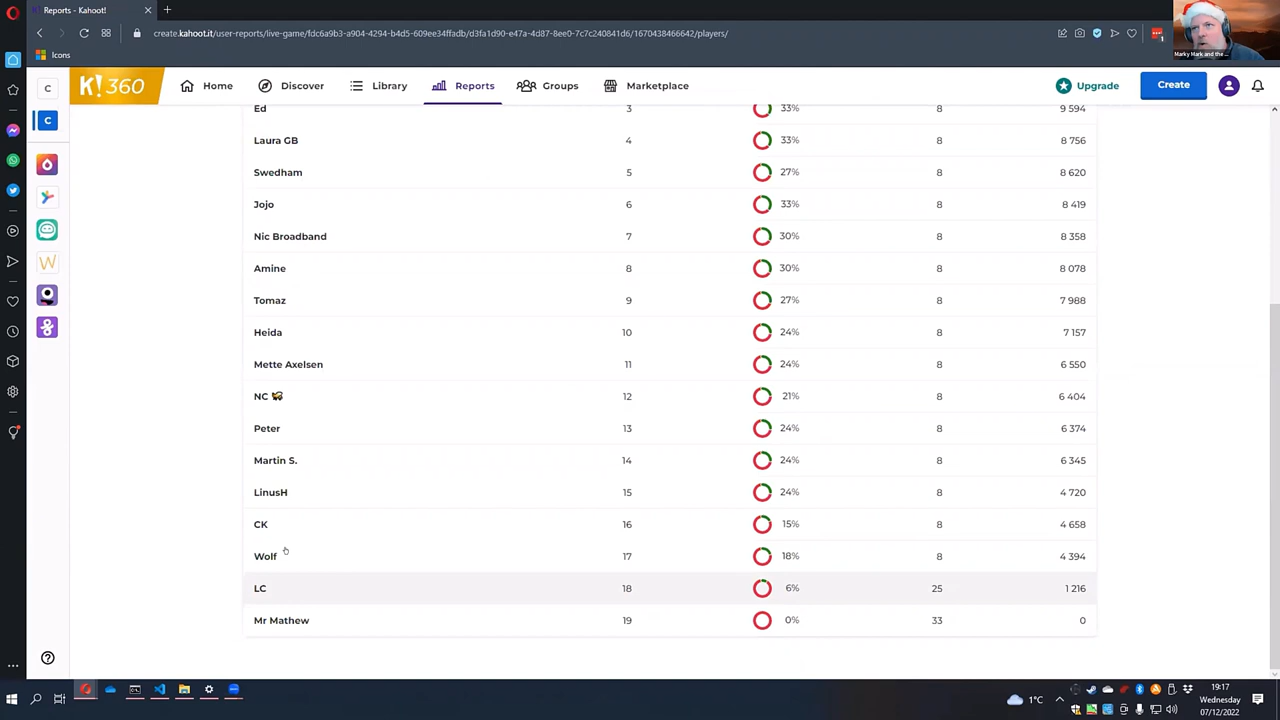 Reports - Kahoot!
create.kahoot.it/user-reports/live-game/fdc6a9b3-a904-4294-b4d5-609ee34ffadb/d3fa1d90-e47a-4d87-8ee0-7c7c240841d6/1670438466642/players/
Marky Mark and the ...
Icons
K! 360
Home
Discover
Library
Reports
Groups
Marketplace
Upgrade
Create
C
C
W
Ed 3 33% 8 9 594
Laura GB 4 33% 8 8 756
Swedham 5 27% 8 8 620
Jojo 6 33% 8 8 419
Nic Broadband 7 30% 8 8 358
Amine 8 30% 8 8 078
Tomaz 9 27% 8 7 988
Heida 10 24% 8 7 157
Mette Axelsen 11 24% 8 6 550
NC 12 21% 8 6 404
Peter 13 24% 8 6 374
Martin S. 14 24% 8 6 345
LinusH 15 24% 8 4 720
CK 16 15% 8 4 658
Wolf 17 18% 8 4 394
LC 18 6% 25 1 216
Mr Mathew 19 0% 33 0
1°C
19:17
Wednesday
07/12/2022